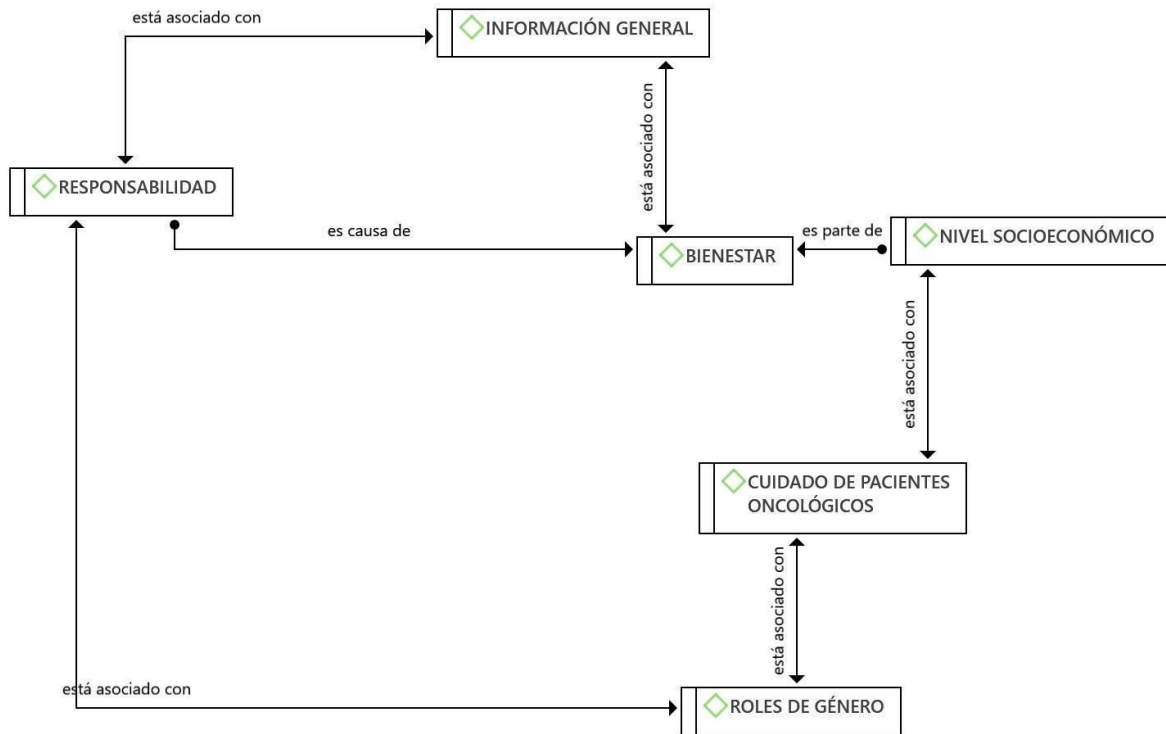 está asociado con
INFORMACIÓN GENERAL
está asociado con
RESPONSABILIDAD
es causa de
BIENESTAR
es parte de
NIVEL SOCIOECONÓMICO
está asociado con
CUIDADO DE PACIENTES
ONCOLÓGICOS
está asociado con
está asociado con
ROLES DE GÉNERO